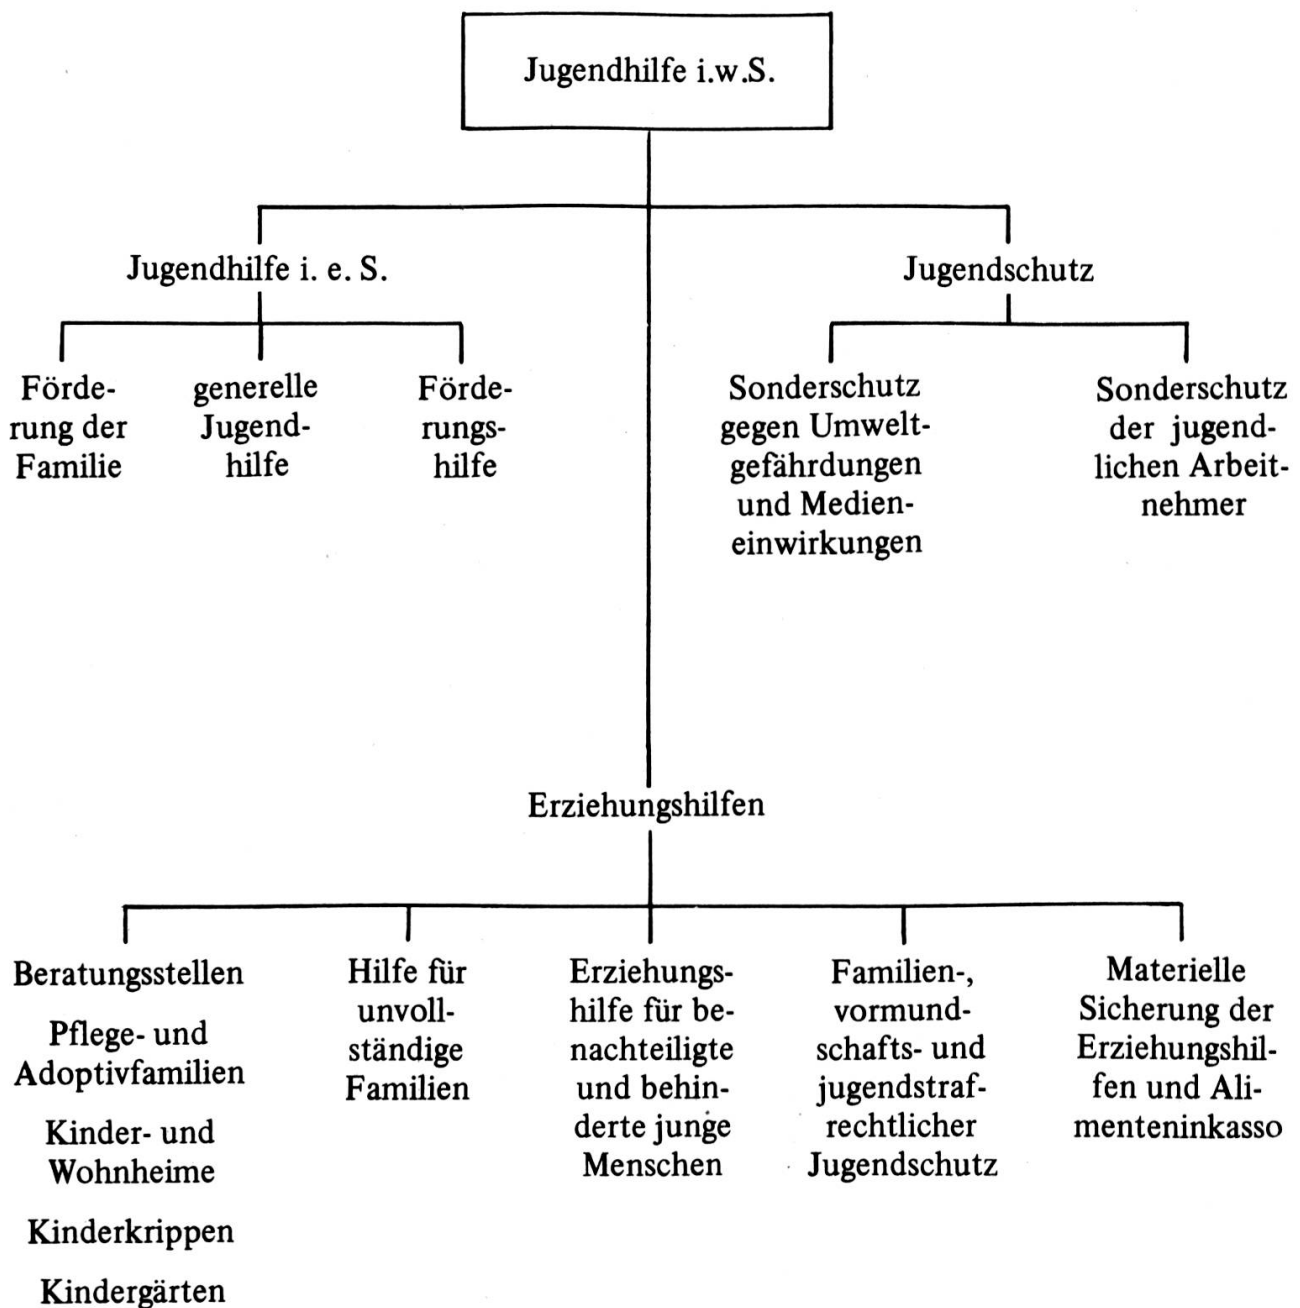 Jugendhilfe i.w.S.
Jugendhilfe i. e. S.
Jugendschutz
Förde-
rung der
Familie
generelle
Jugend-
hilfe
Förde-
rungs-
hilfe
Sonderschutz
gegen Umwelt-
gefährdungen
und Medien-
einwirkungen
Sonderschutz
der jugend-
lichen Arbeit-
nehmer
Erziehungshilfen
Beratungsstellen
Pflege- und
Adoptivfamilien
Kinder- und
Wohnheime
Kinderkrippen
Kindergärten
Hilfe für
unvoll-
ständige
Familien
Erziehungs-
hilfe für be-
nachteiligte
und behin-
derte junge
Menschen
Familien-,
vormund-
schafts- und
jugendstraf-
rechtlicher
Jugendschutz
Materielle
Sicherung der
Erziehungshil-
fen und Ali-
menteninkasso